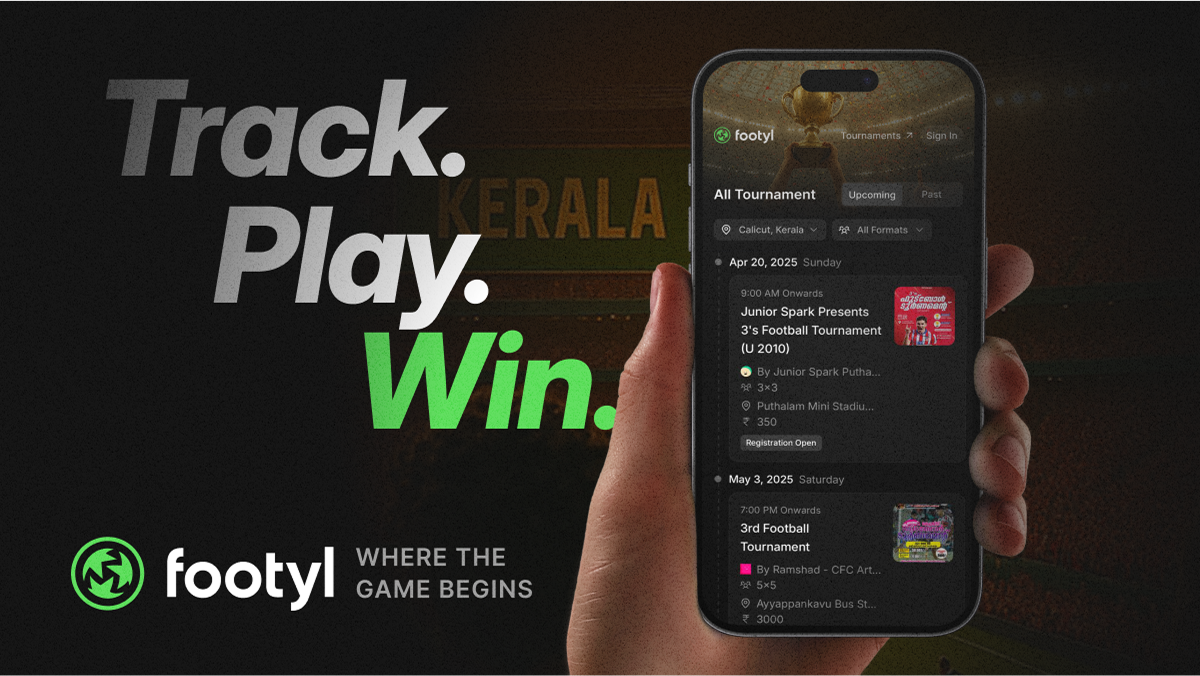 Track.
Play.
Win.
KERALA
footyl
WHERE THE
GAME BEGINS
footyl
Tournaments ↗ Sign In
All Tournament
Upcoming Past
Calicut, Kerala
All Formats
Apr 20, 2025 Sunday
9:00 AM Onwards
Junior Spark Presents
3's Football Tournament
(U 2010)
By Junior Spark Putha...
3×3
Puthalam Mini Stadiu...
₹ 350
Registration Open
ഫുട്ബോൾ
ടൂർണമെന്റ്
May 3, 2025 Saturday
7:00 PM Onwards
3rd Football
Tournament
By Ramshad - CFC Art...
5×5
Ayyappankavu Bus St...
₹ 3000